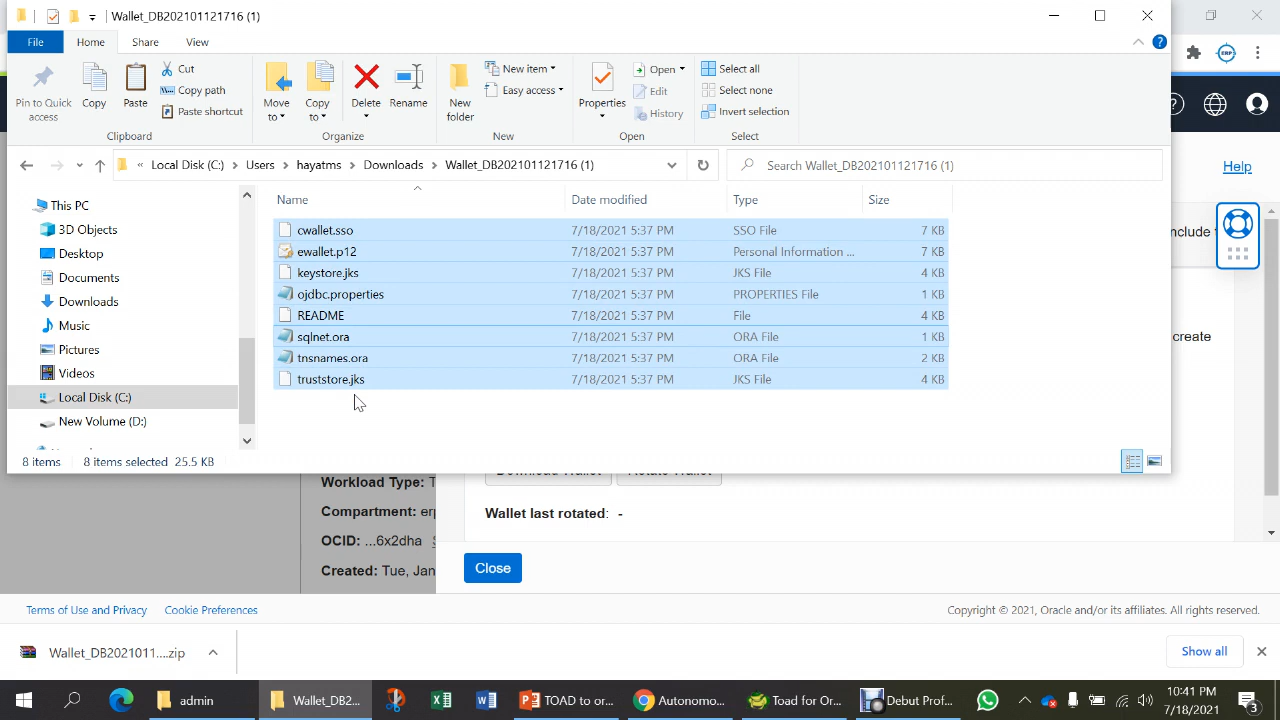 Wallet_DB202101121716 (1)
File
Home
Share
View
Pin to Quick access
Copy
Paste
Cut
Copy path
Paste shortcut
Clipboard
Move to
Copy to
Delete
Rename
Organize
New folder
New item
Easy access
New
Properties
Open
Edit
History
Open
Select all
Select none
Invert selection
Select
« Local Disk (C:) > Users > hayatms > Downloads > Wallet_DB202101121716 (1)
Search Wallet_DB202101121716 (1)
Help
This PC
3D Objects
Desktop
Documents
Downloads
Music
Pictures
Videos
Local Disk (C:)
New Volume (D:)
Name Date modified Type Size
cwallet.sso 7/18/2021 5:37 PM SSO File 7 KB
ewallet.p12 7/18/2021 5:37 PM Personal Information ... 7 KB
keystore.jks 7/18/2021 5:37 PM JKS File 4 KB
ojdbc.properties 7/18/2021 5:37 PM PROPERTIES File 1 KB
README 7/18/2021 5:37 PM File 4 KB
sqlnet.ora 7/18/2021 5:37 PM ORA File 1 KB
tnsnames.ora 7/18/2021 5:37 PM ORA File 2 KB
truststore.jks 7/18/2021 5:37 PM JKS File 4 KB
create
8 items 8 items selected 25.5 KB
Download Wallet Rotate Wallet
Workload Type: T
Compartment: erp
OCID: ...6x2dha
Created: Tue, Jan
Wallet last rotated: -
Close
Terms of Use and Privacy Cookie Preferences
Copyright © 2021, Oracle and/or its affiliates. All rights reserved.
Wallet_DB2021011....zip
Show all
admin
Wallet_DB2...
TOAD to or...
Autonomo...
Toad for Or...
Debut Prof...
10:41 PM
7/18/2021
3